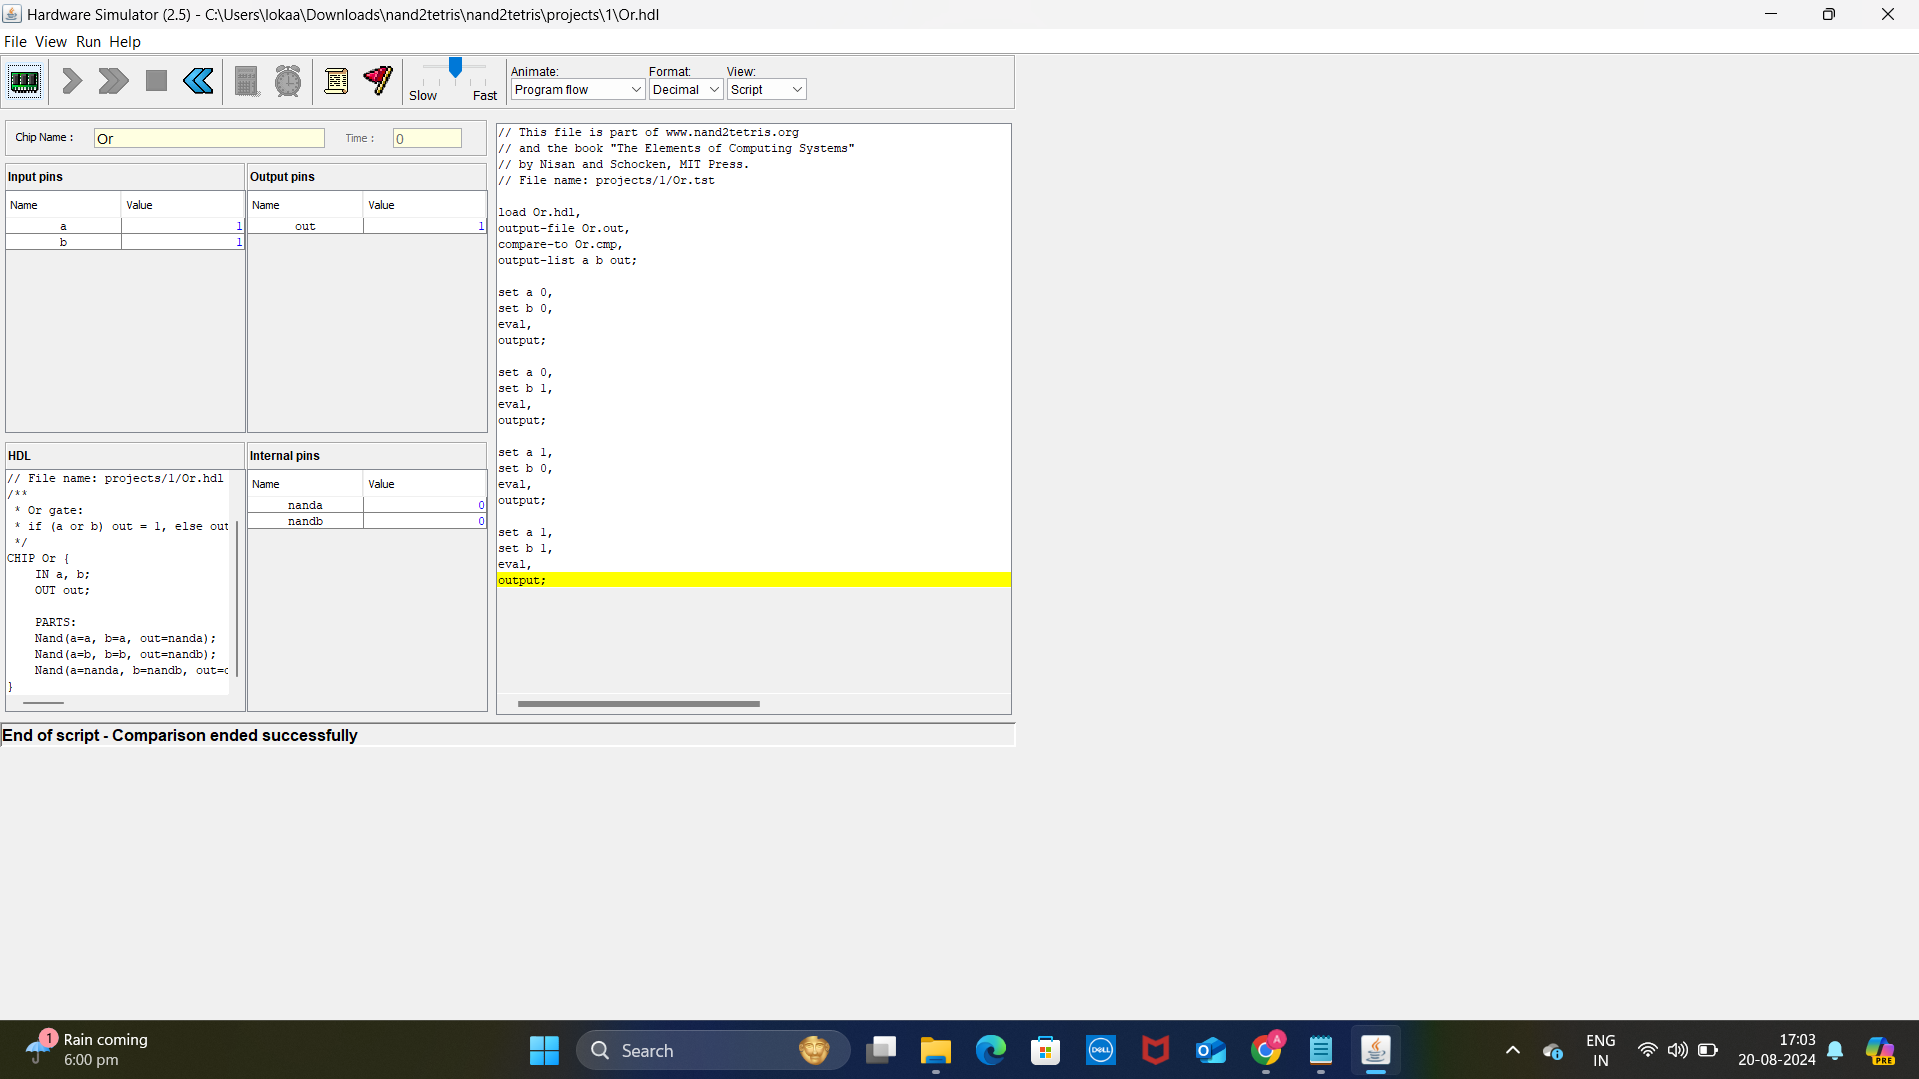 Hardware Simulator (2.5) - C:\Users\lokaa\Downloads\nand2tetris\nand2tetris\projects\1\Or.hdl
File View Run Help
Slow Fast
Animate: Format: View:
Program flow Decimal Script
Chip Name : Or Time : 0
Input pins
Name Value
a 1
b 1
Output pins
Name Value
out 1
HDL
// File name: projects/1/Or.hdl
/**
* Or gate:
* if (a or b) out = 1, else out
*/
CHIP Or {
IN a, b;
OUT out;
PARTS:
Nand(a=a, b=a, out=nanda);
Nand(a=b, b=b, out=nandb);
Nand(a=nanda, b=nandb, out=
}
Internal pins
Name Value
nanda 0
nandb 0
// This file is part of www.nand2tetris.org
// and the book "The Elements of Computing Systems"
// by Nisan and Schocken, MIT Press.
// File name: projects/1/Or.tst
load Or.hdl,
output-file Or.out,
compare-to Or.cmp,
output-list a b out;
set a 0,
set b 0,
eval,
output;
set a 0,
set b 1,
eval,
output;
set a 1,
set b 0,
eval,
output;
set a 1,
set b 1,
eval,
output;
End of script - Comparison ended successfully
1
Rain coming
6:00 pm
Search
DELL
A
ENG
IN
17:03
20-08-2024
PRE